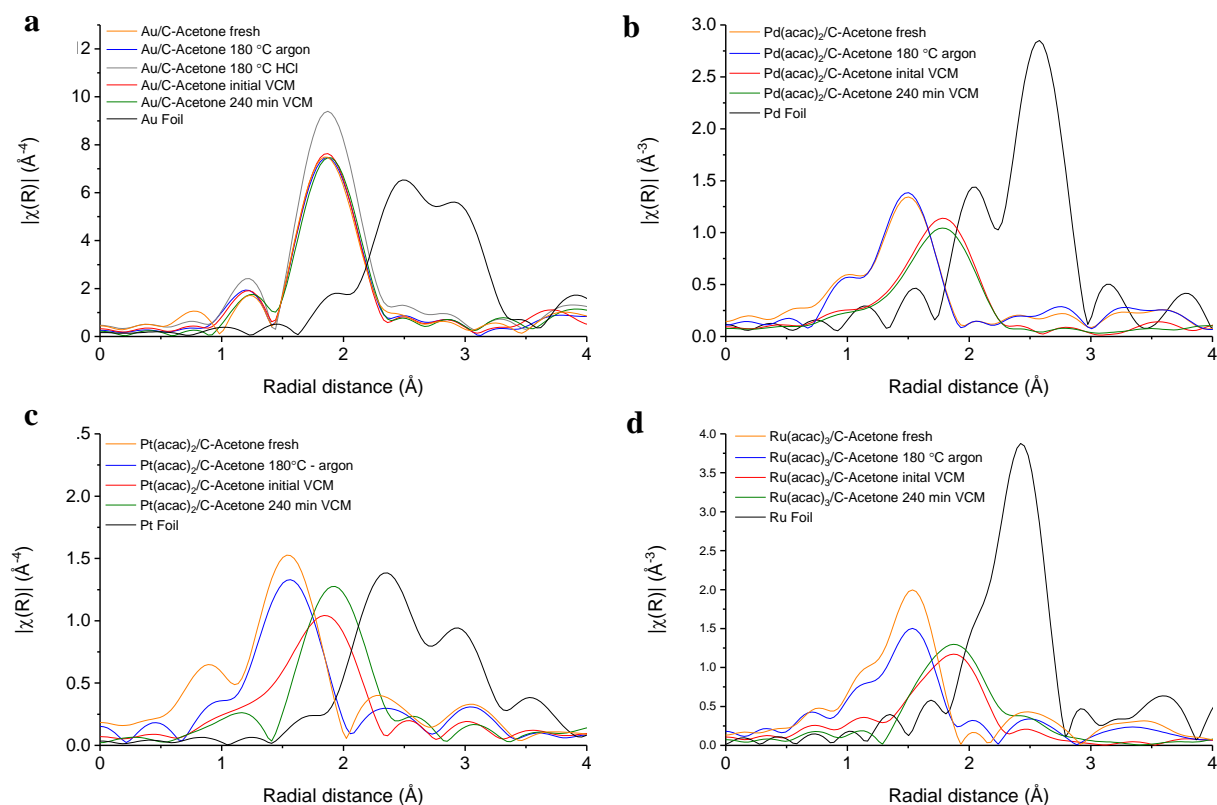 a
Au/C-Acetone fresh
Au/C-Acetone 180 °C argon
Au/C-Acetone 180 °C HCl
Au/C-Acetone initial VCM
Au/C-Acetone 240 min VCM
Au Foil
12
10
8
6
4
2
0
|χ(R)| (Å-4)
0 1 2 3 4
Radial distance (Å)
b
Pd(acac)2/C-Acetone fresh
Pd(acac)2/C-Acetone 180 °C argon
Pd(acac)2/C-Acetone inital VCM
Pd(acac)2/C-Acetone 240 min VCM
Pd Foil
3.0
2.5
2.0
1.5
1.0
0.5
0.0
|χ(R)| (Å-3)
0 1 2 3 4
Radial distance (Å)
c
Pt(acac)2/C-Acetone fresh
Pt(acac)2/C-Acetone 180°C - argon
Pt(acac)2/C-Acetone initial VCM
Pt(acac)2/C-Acetone 240 min VCM
Pt Foil
.5
2.0
1.5
1.0
0.5
0.0
|χ(R)| (Å-4)
0 1 2 3 4
Radial distance (Å)
d
Ru(acac)3/C-Acetone fresh
Ru(acac)3/C-Acetone 180 °C argon
Ru(acac)3/C-Acetone inital VCM
Ru(acac)3/C-Acetone 240 min VCM
Ru Foil
4.0
3.5
3.0
2.5
2.0
1.5
1.0
0.5
0.0
|χ(R)| (Å-3)
0 1 2 3 4
Radial distance (Å)